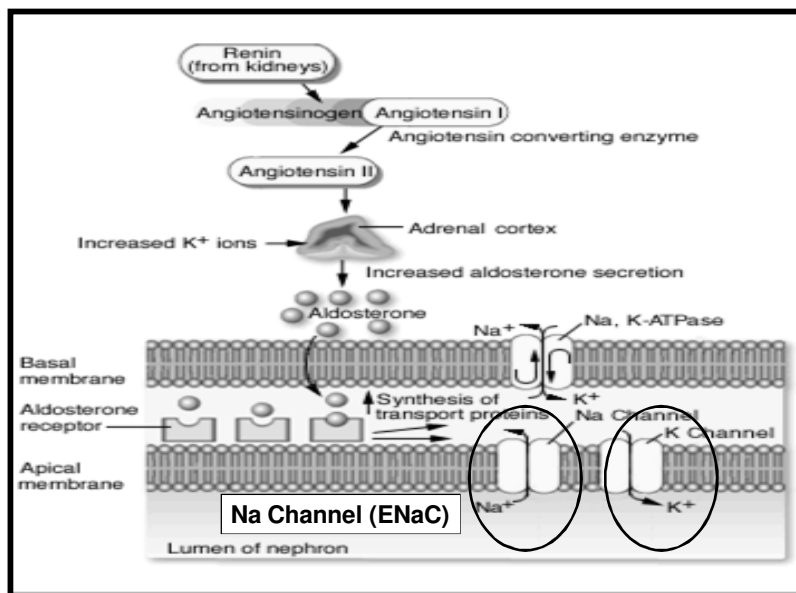 Renin
(from kidneys)
Angiotensinogen
Angiotensin I
Angiotensin converting enzyme
Angiotensin II
Adrenal cortex
Increased K+ ions
Increased aldosterone secretion
Aldosterone
Na+
Na, K-ATPase
Basal
membrane
K+
Synthesis of
transport proteins
Aldosterone
receptor
Na Channel
K Channel
Apical
membrane
Na Channel (ENaC)
Na+
K+
Lumen of nephron